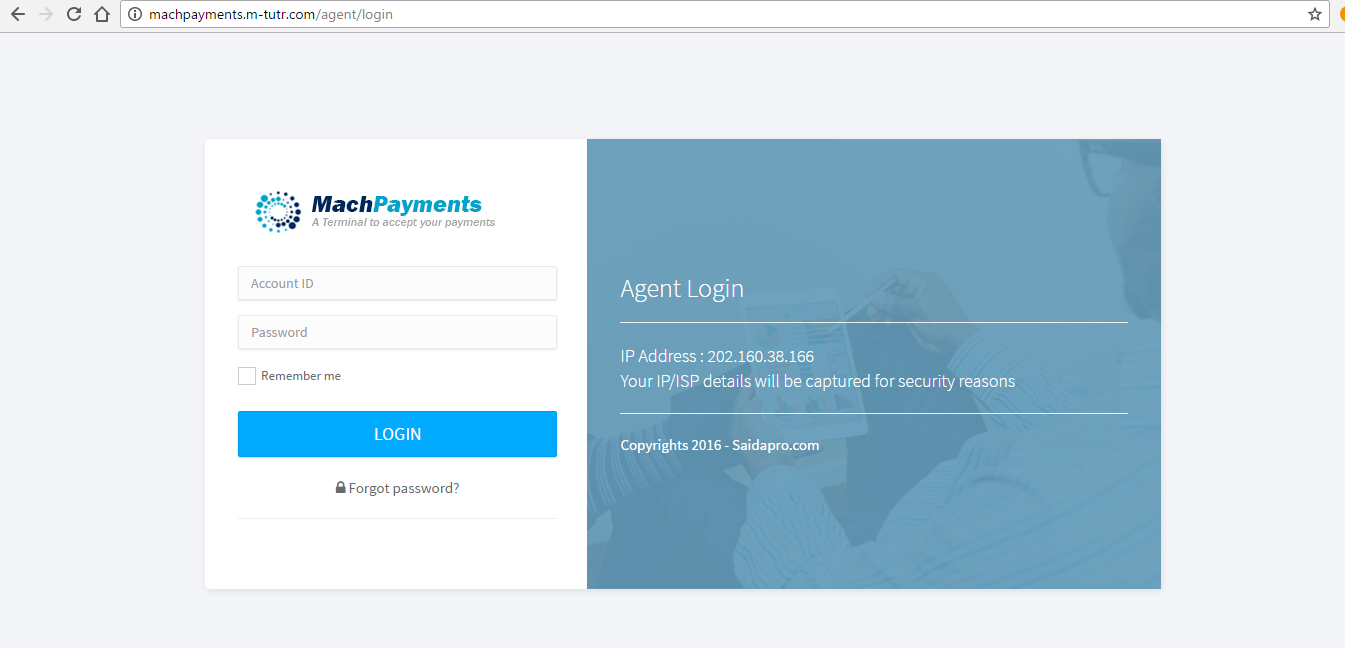 machpayments.m-tutr.com/agent/login
MachPayments
A Terminal to accept your payments
Account ID
Password
Remember me
LOGIN
Forgot password?
Agent Login
IP Address : 202.160.38.166
Your IP/ISP details will be captured for security reasons
Copyrights 2016 - Saidapro.com